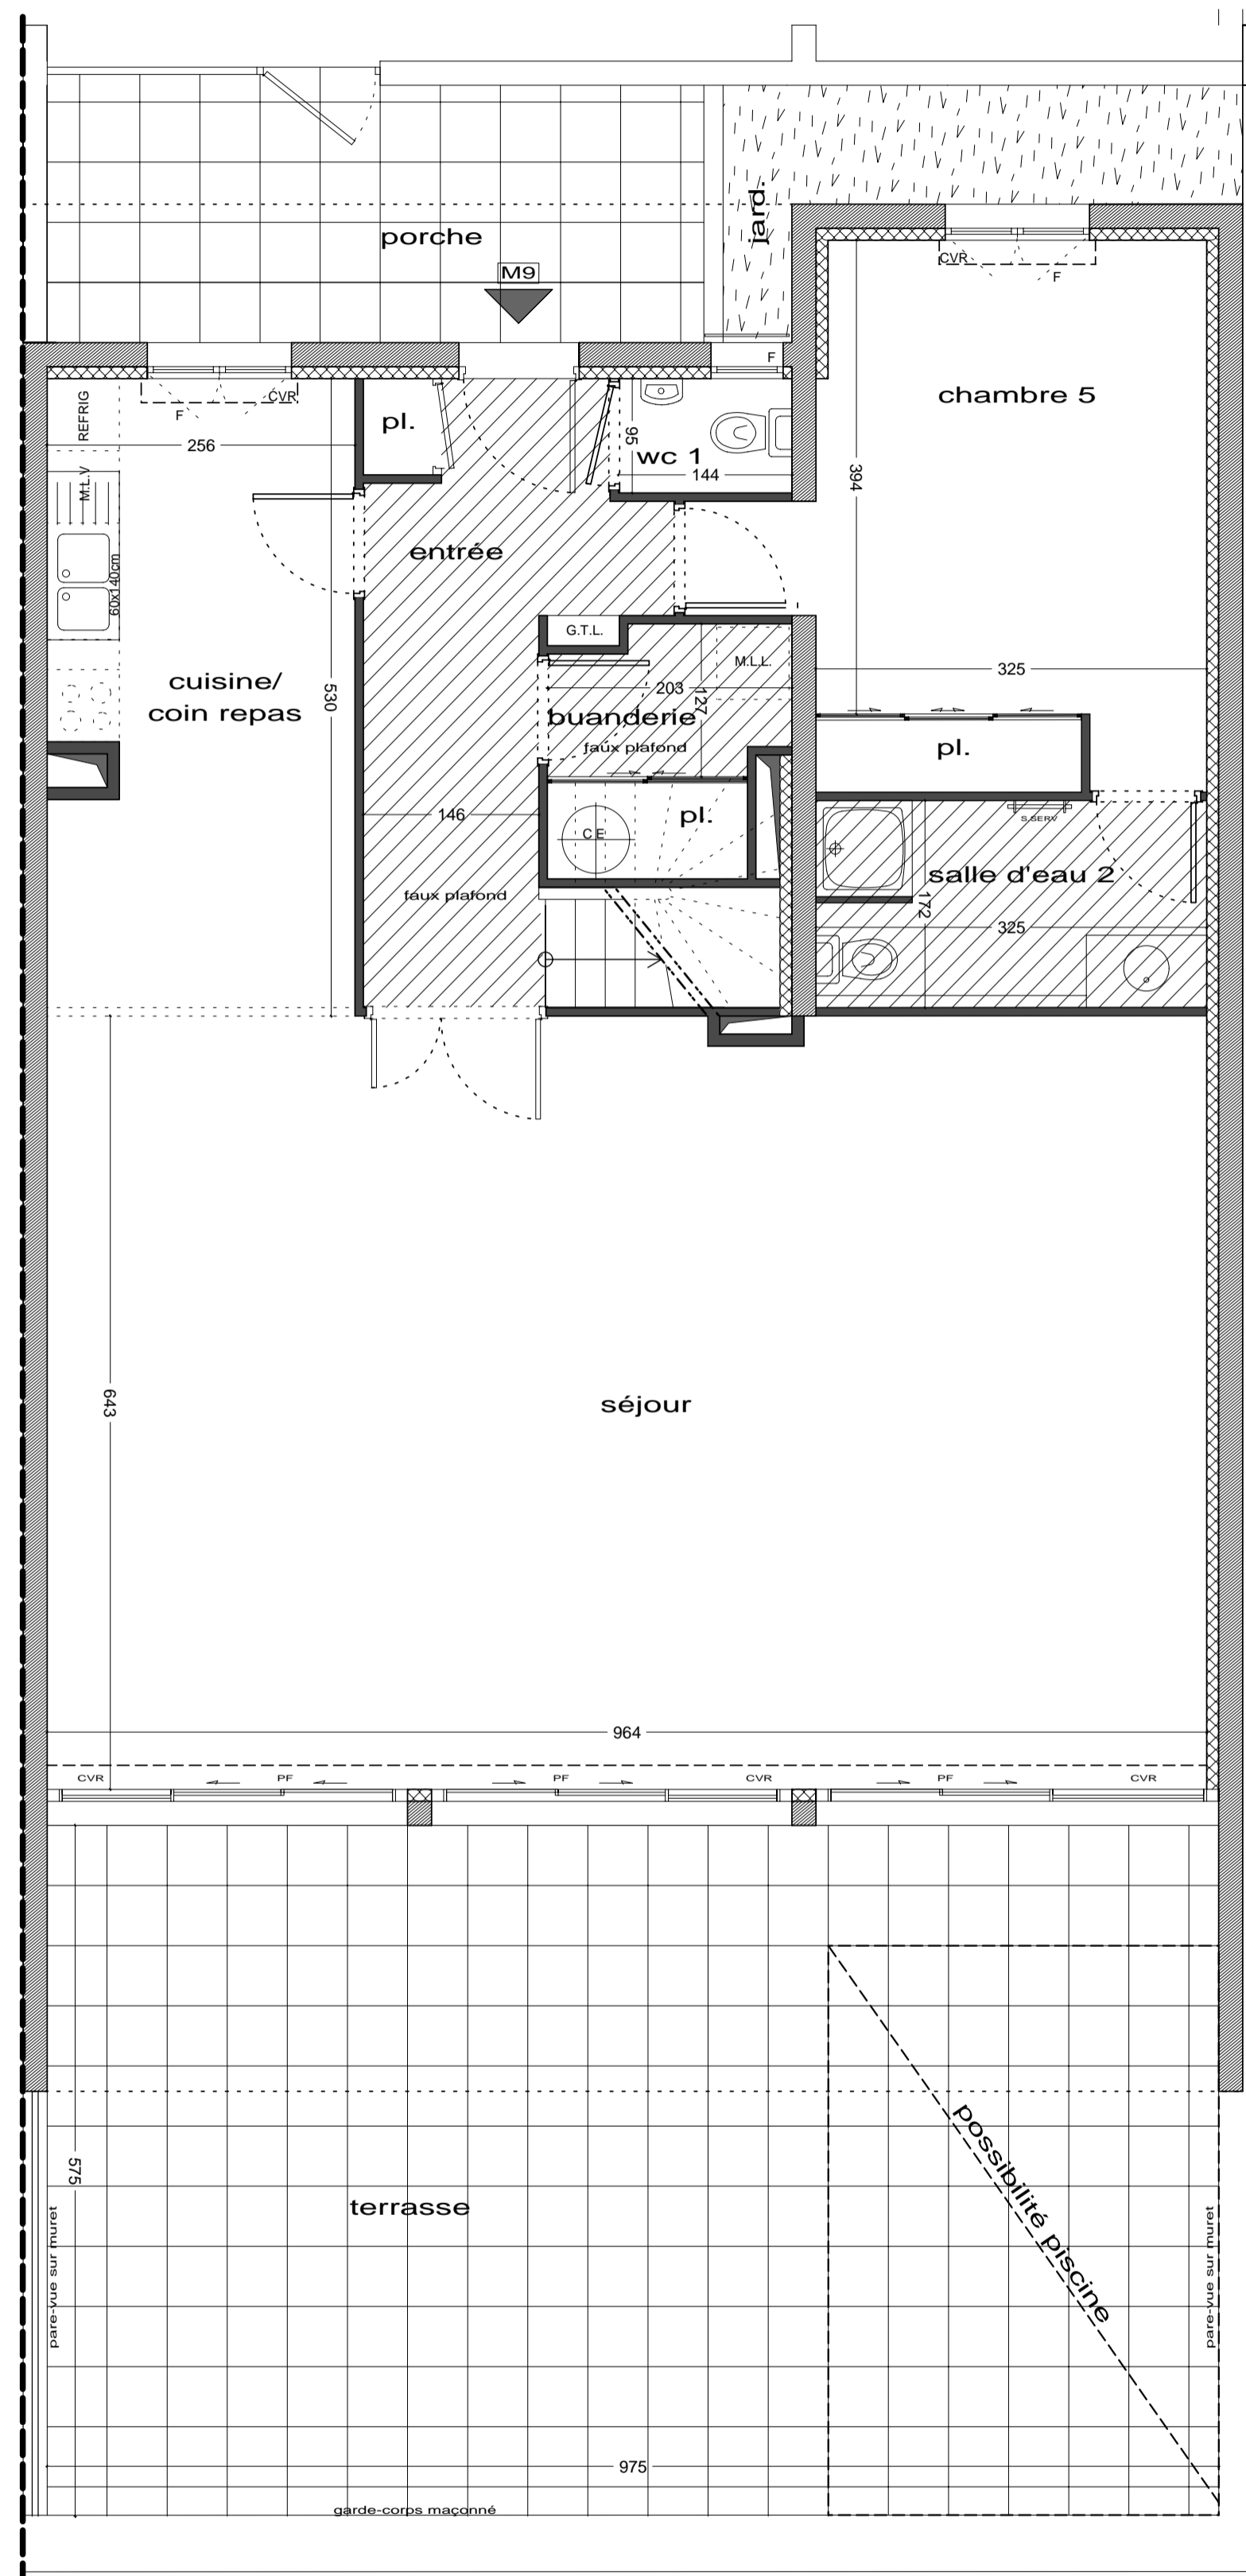 porche
jard.
M9
CVR
F
F
REFRIG
F
CVR
pl.
chambre 5
256
95
wc 1
144
M.L.V
394
entrée
60x140cm
G.T.L.
M.L.L.
325
cuisine/
coin repas
530
203
127
buanderie
faux plafond
pl.
146
C E
pl.
S.SERV
salle d'eau 2
faux plafond
172
325
643
séjour
964
CVR
PF
PF
CVR
PF
CVR
possibilité piscine
575
terrasse
pare-vue sur muret
pare-vue sur muret
975
garde-corps maçonné